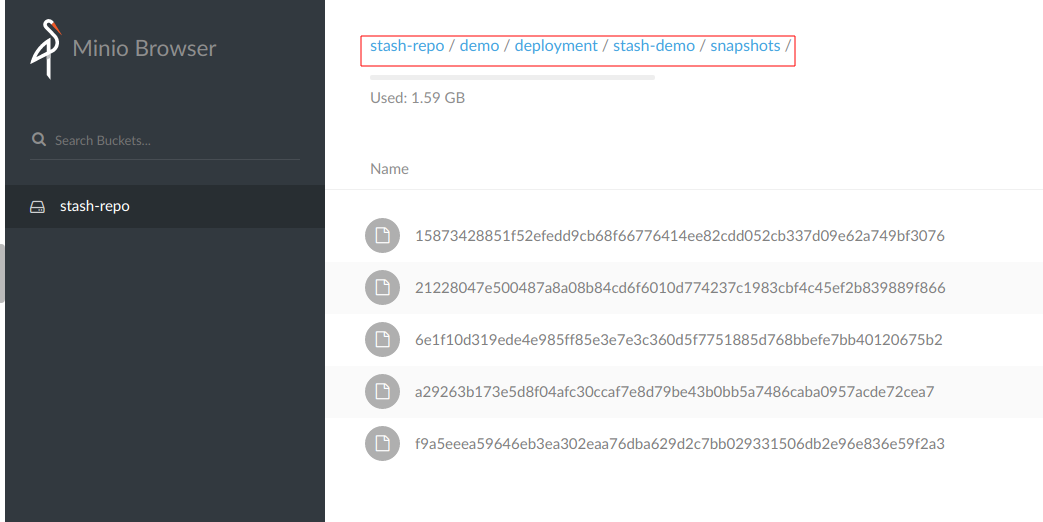 Minio Browser
Search Buckets...
stash-repo
stash-repo / demo / deployment / stash-demo / snapshots /
Used: 1.59 GB
Name
15873428851f52efedd9cb68f66776414ee82cdd052cb337d09e62a749bf3076
21228047e500487a8a08b84cd6f6010d774237c1983cbf4c45ef2b839889f866
6e1f10d319ede4e985ff85e3e7e3c360d5f7751885d768bbefe7bb40120675b2
a29263b173e5d8f04afc30ccaf7e8d79be43b0bb5a7486caba0957acde72cea7
f9a5eeea59646eb3ea302eaa76dba629d2c7bb029331506db2e96e836e59f2a3